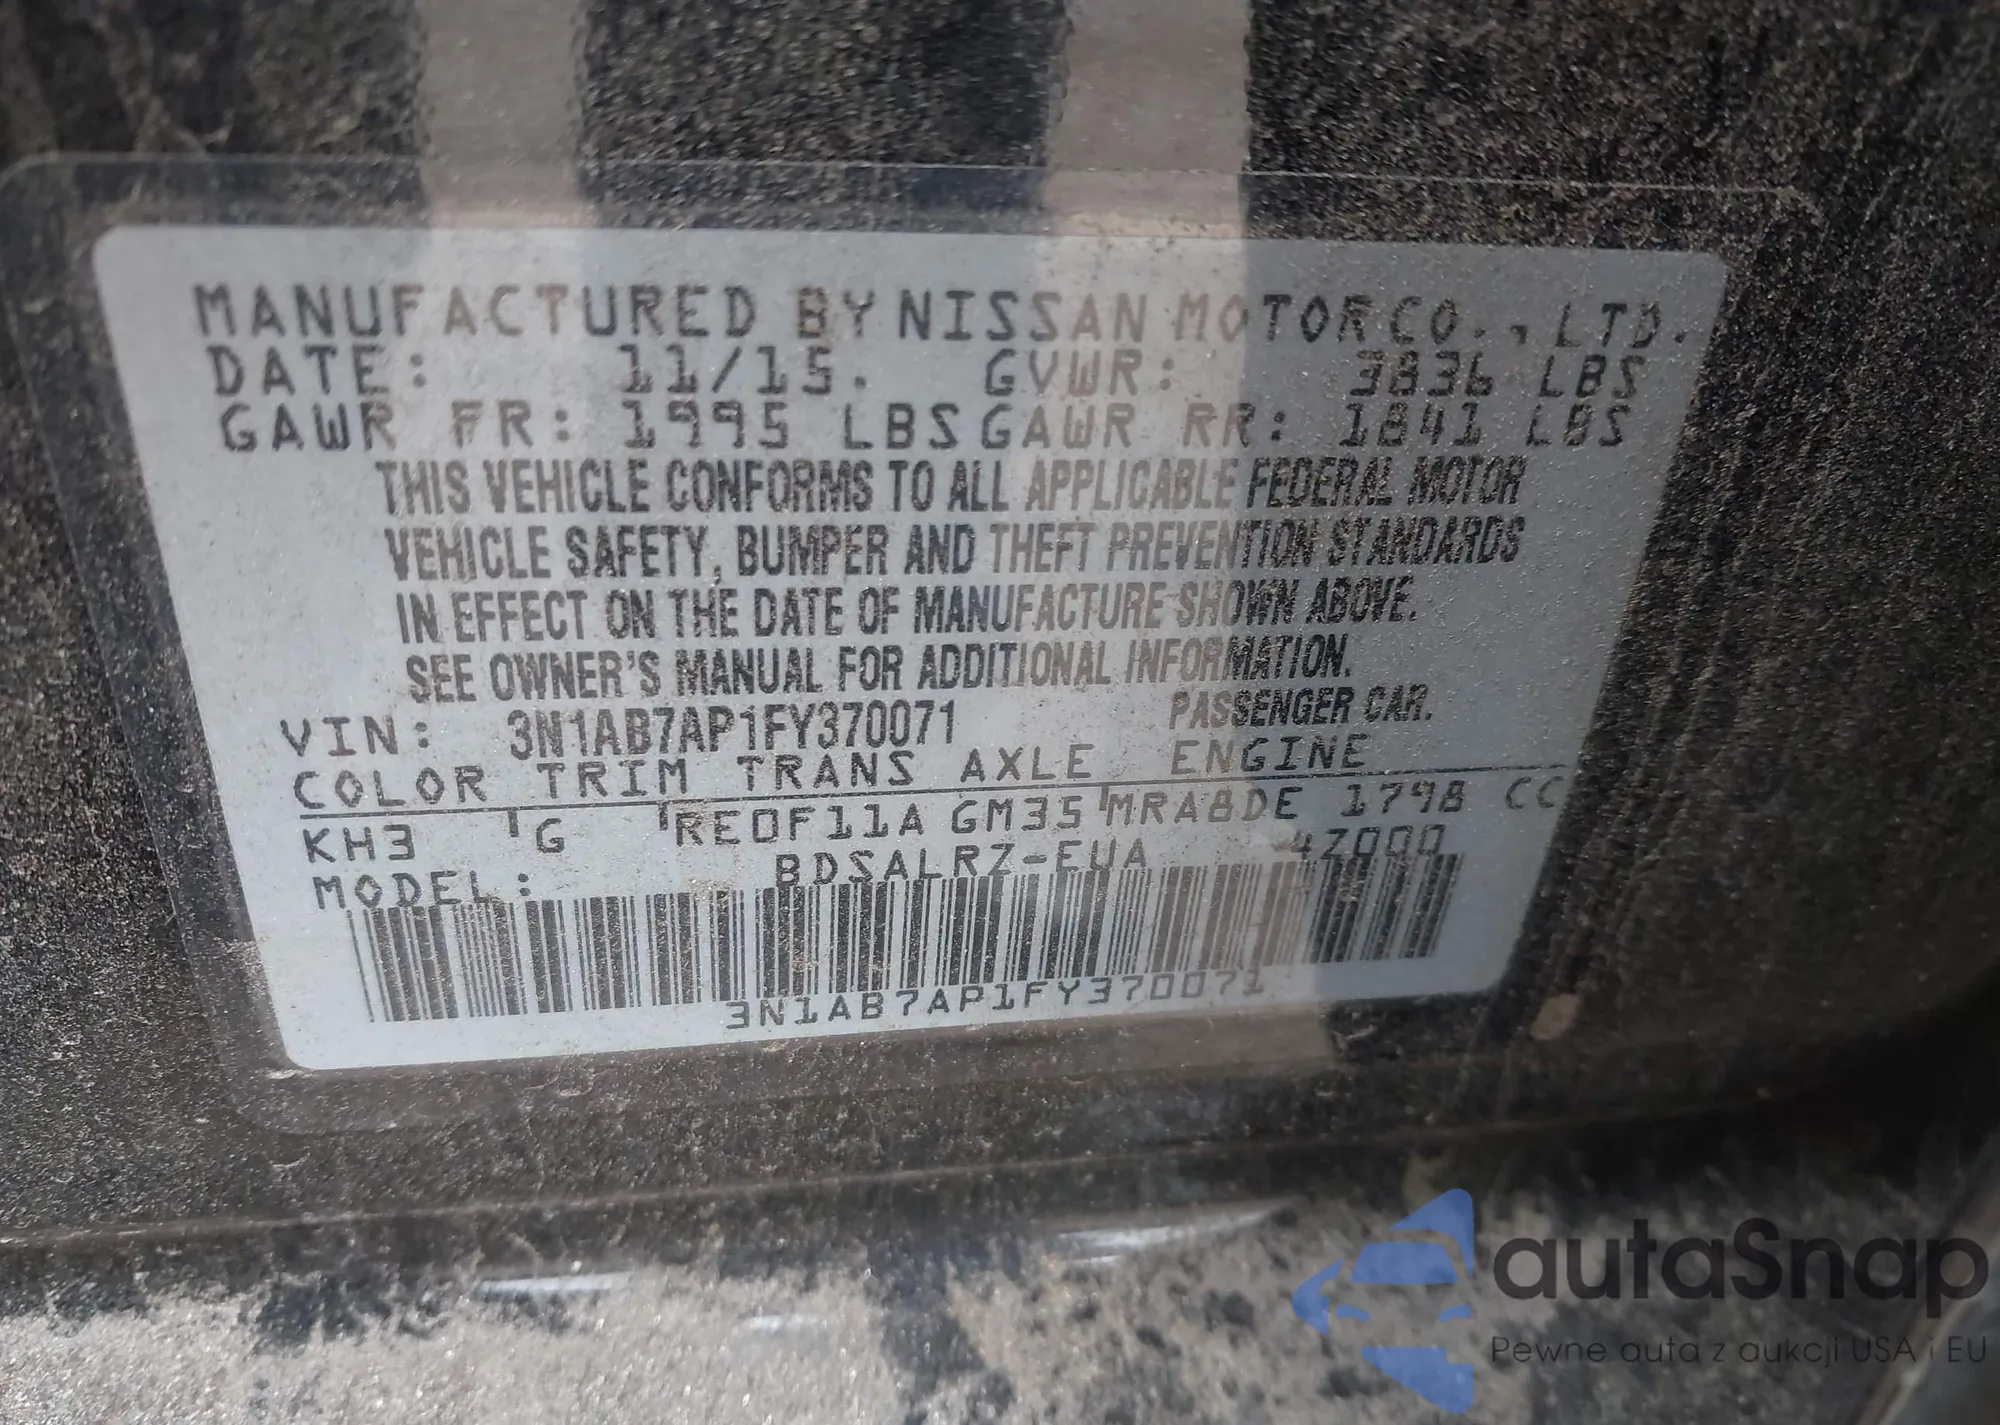 MANUFACTURED BY NISSAN MOTOR CO., LTD.
DATE: 11/15. GVWR: 3836 LBS
GAWR FR: 1995 LBS GAWR RR: 1841 LBS
THIS VEHICLE CONFORMS TO ALL APPLICABLE FEDERAL MOTOR
VEHICLE SAFETY, BUMPER AND THEFT PREVENTION STANDARDS
IN EFFECT ON THE DATE OF MANUFACTURE SHOWN ABOVE.
SEE OWNER'S MANUAL FOR ADDITIONAL INFORMATION.
VIN: 3N1AB7AP1FY370071 PASSENGER CAR.
COLOR TRIM TRANS AXLE ENGINE
KH3 G RE0F11A GM35 MRA8DE 1798 CC
MODEL: BDSALRZ-EUA -4Z000
3N1AB7AP1FY370071
autaSnap
Pewne auta z aukcji USA i EU